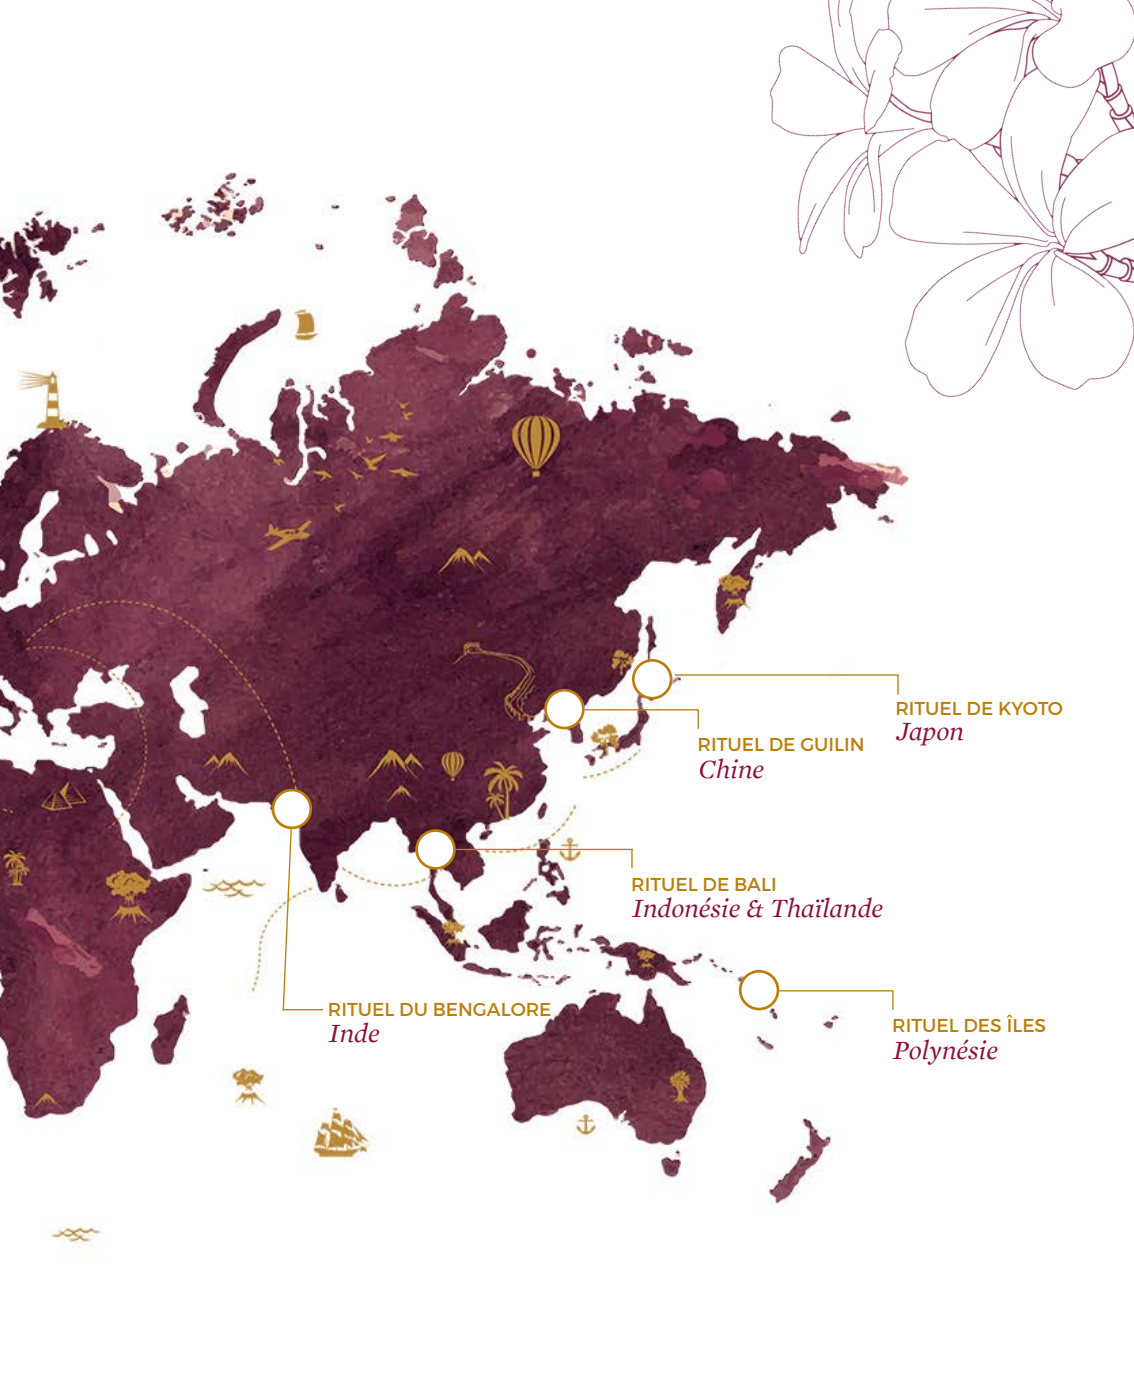 RITUEL DE KYOTO
Japon
RITUEL DE GUILIN
Chine
RITUEL DE BALI
Indonésie & Thaïlande
RITUEL DU BENGALORE
Inde
RITUEL DES ÎLES
Polynésie